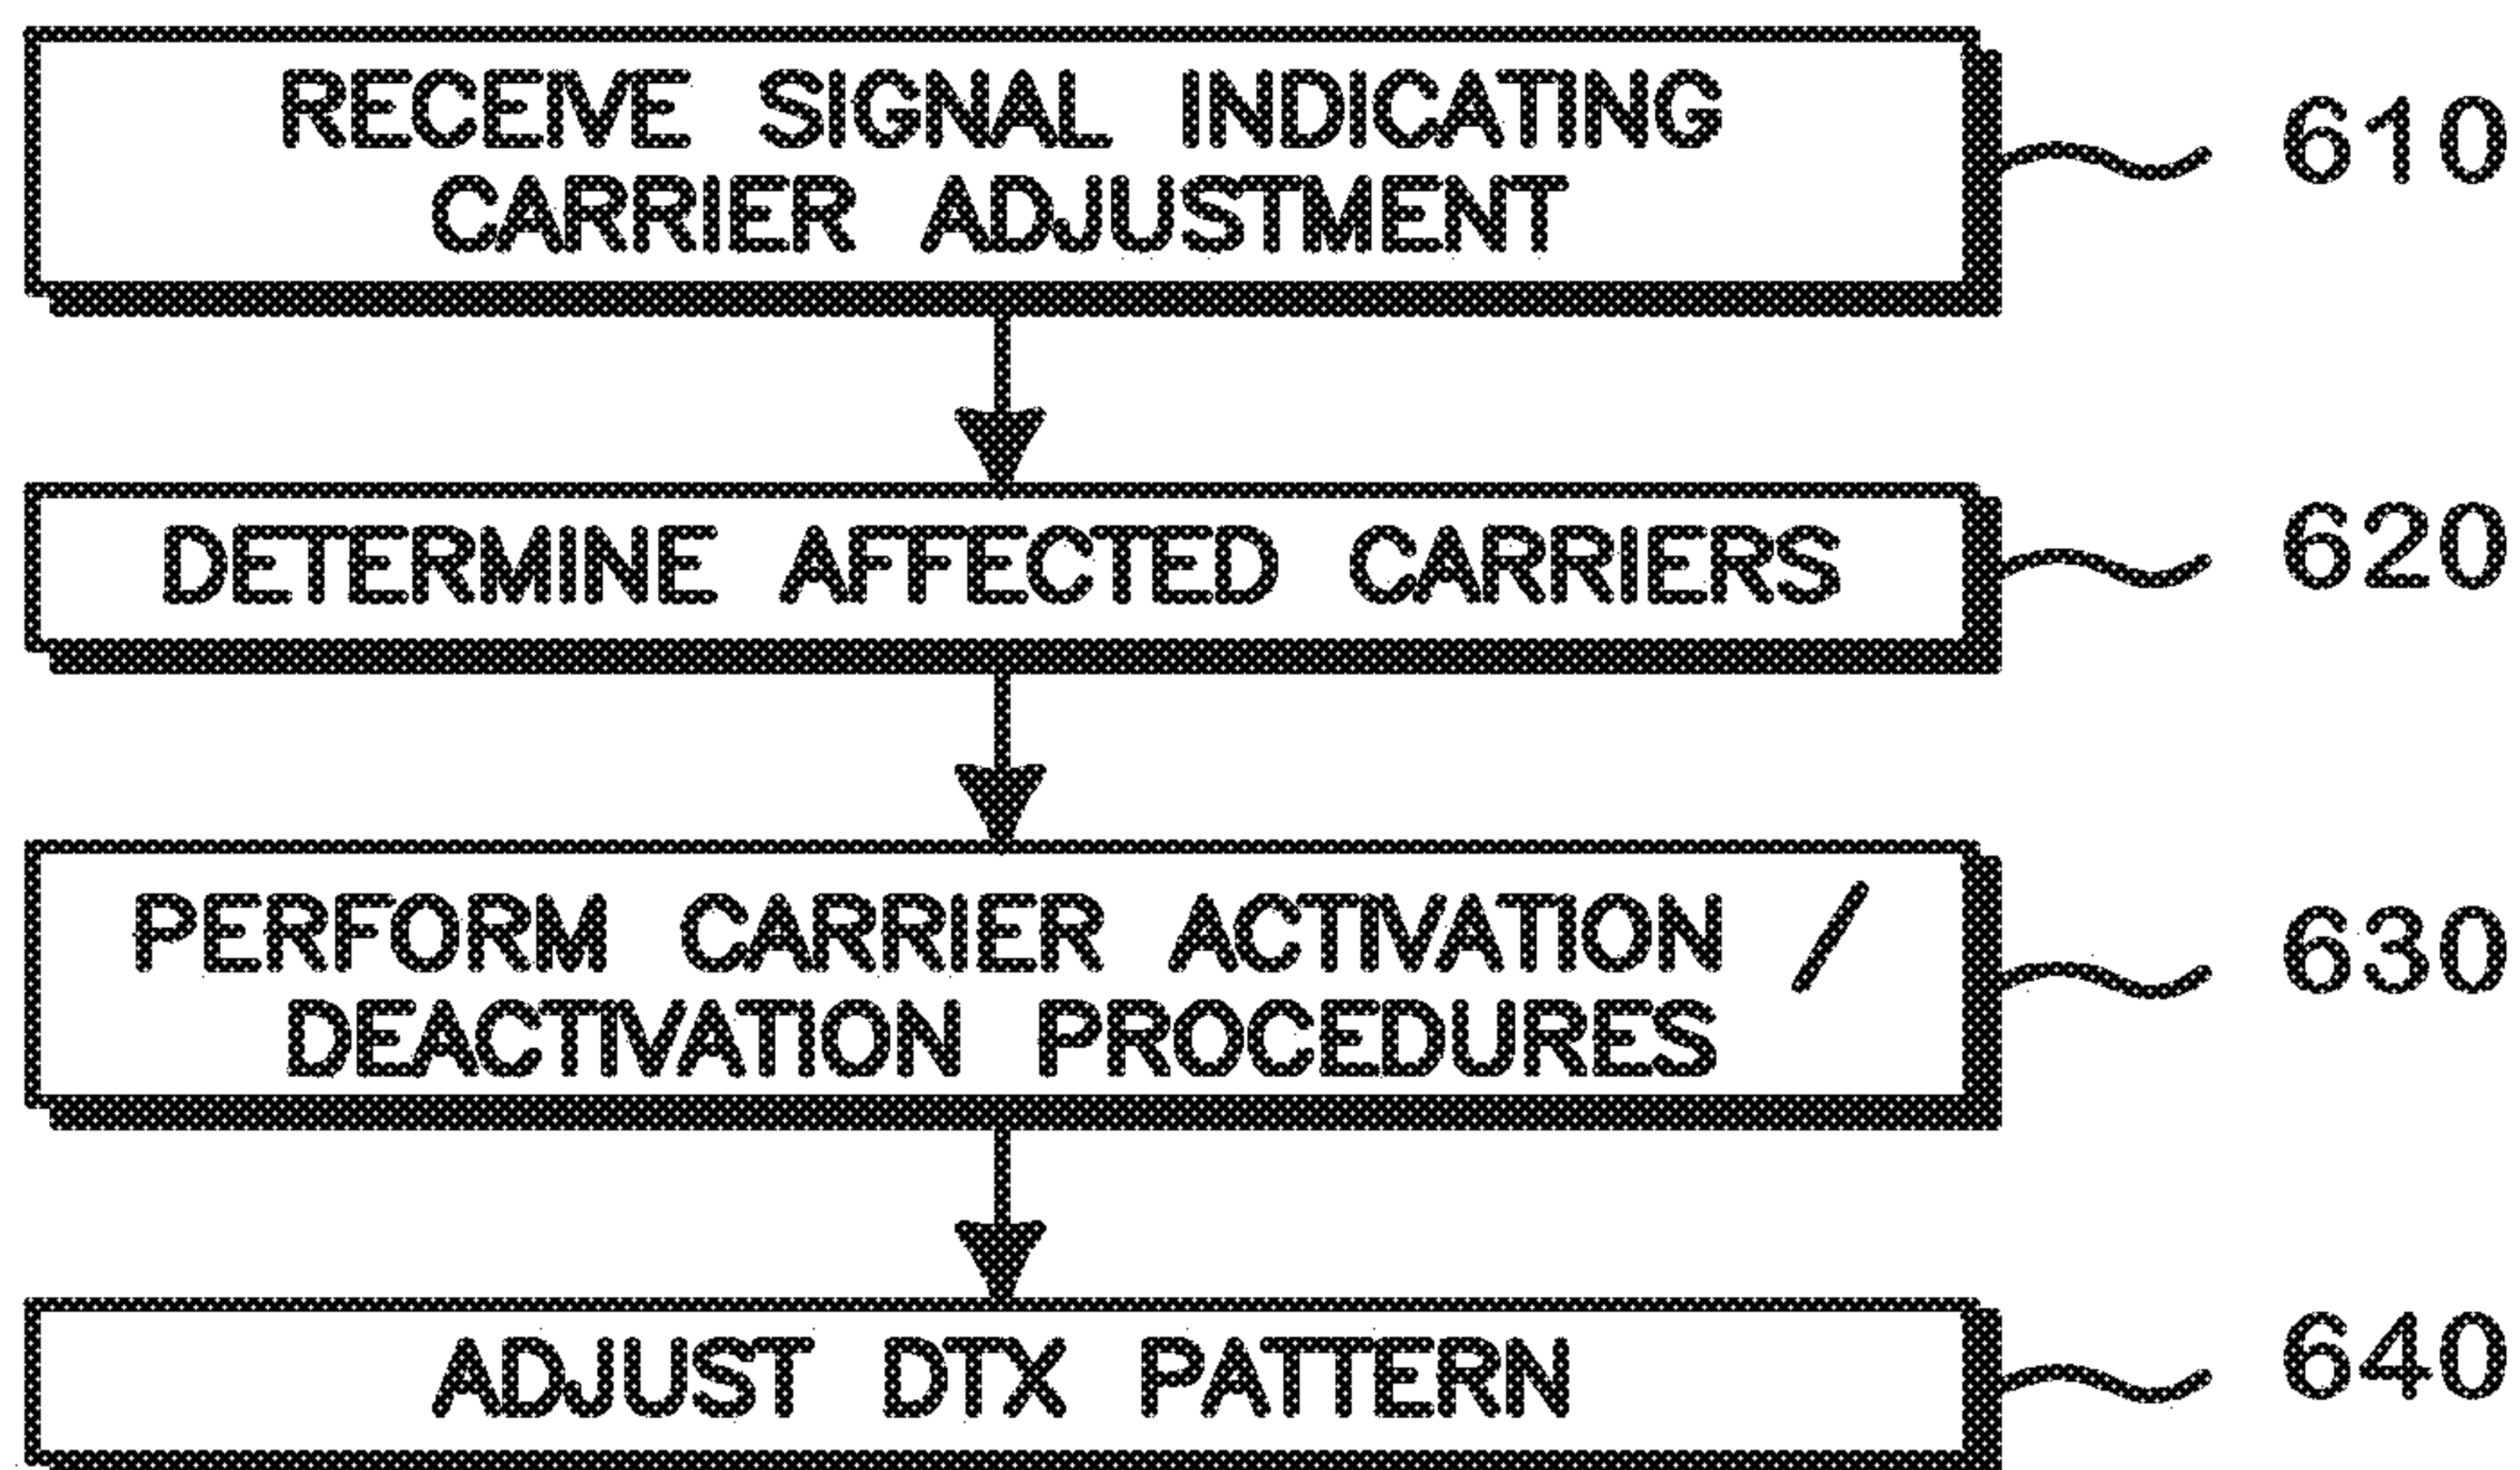 RECEIVE SIGNAL INDICATING
CARRIER ADJUSTMENT
610
DETERMINE AFFECTED CARRIERS
620
PERFORM CARRIER ACTIVATION /
DEACTIVATION PROCEDURES
630
ADJUST DTX PATTERN
640